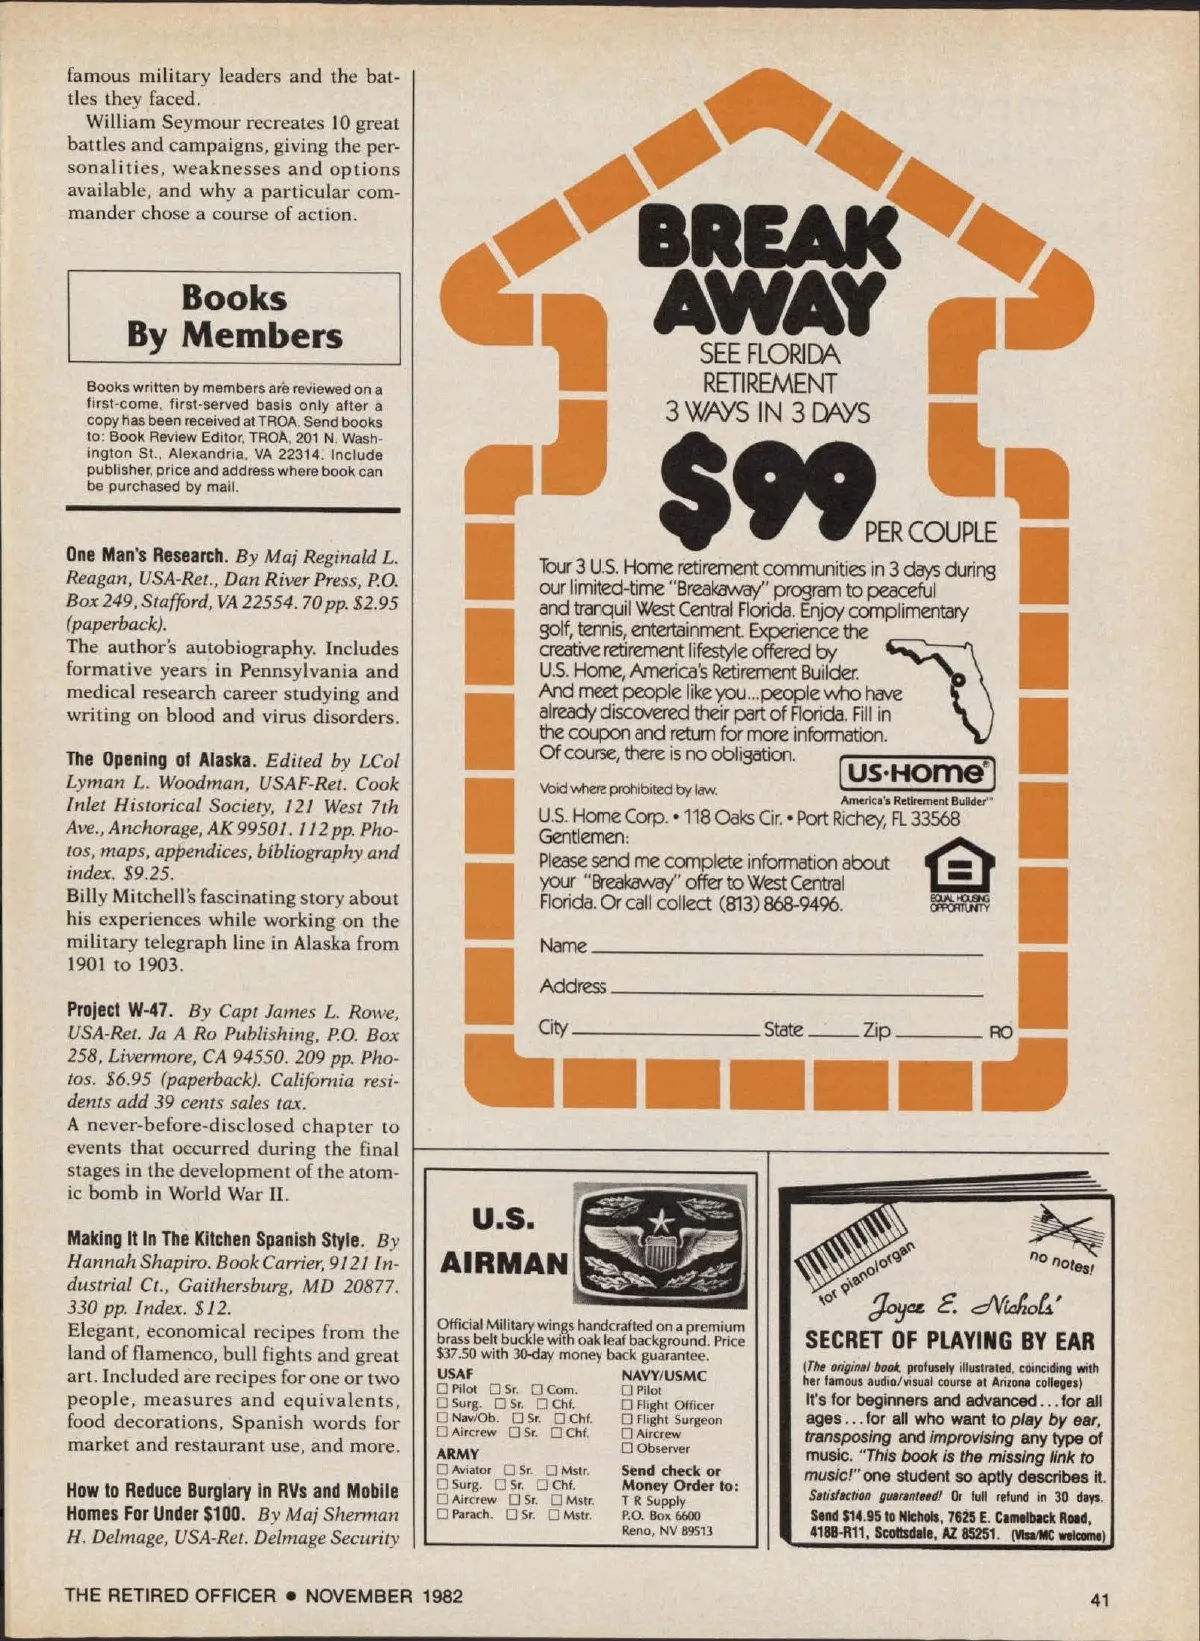 famous military leaders and the bat-
tles they faced.
William Seymour recreates 10 great
battles and campaigns, giving the per-
sonalities, weaknesses and options
available, and why a particular com-
mander chose a course of action.
Books
By Members
Books written by members are reviewed on a
first-come, first-served basis only after a
copy has been received at TROA. Send books
to: Book Review Editor, TROA, 201 N. Wash-
ington St., Alexandria, VA 22314. Include
publisher, price and address where book can
be purchased by mail.
One Man's Research. By Maj Reginald L.
Reagan, USA-Ret., Dan River Press, P.O.
Box 249, Stafford, VA 22554. 70 pp. $2.95
(paperback).
The author's autobiography. Includes
formative years in Pennsylvania and
medical research career studying and
writing on blood and virus disorders.
The Opening of Alaska. Edited by LCol
Lyman L. Woodman, USAF-Ret. Cook
Inlet Historical Society, 121 West 7th
Ave., Anchorage, AK 99501. 112 pp. Pho-
tos, maps, appendices, bibliography and
index. $9.25.
Billy Mitchell's fascinating story about
his experiences while working on the
military telegraph line in Alaska from
1901 to 1903.
Project W-47. By Capt James L. Rowe,
USA-Ret. Ja A Ro Publishing, P.O. Box
258, Livermore, CA 94550. 209 pp. Pho-
tos. $6.95 (paperback). California resi-
dents add 39 cents sales tax.
A never-before-disclosed chapter to
events that occurred during the final
stages in the development of the atom-
ic bomb in World War II.
Making It In The Kitchen Spanish Style. By
Hannah Shapiro. Book Carrier, 9121 In-
dustrial Ct., Gaithersburg, MD 20877.
330 pp. Index. $12.
Elegant, economical recipes from the
land of flamenco, bull fights and great
art. Included are recipes for one or two
people, measures and equivalents,
food decorations, Spanish words for
market and restaurant use, and more.
How to Reduce Burglary in RVs and Mobile
Homes For Under $100. By Maj Sherman
H. Delmage, USA-Ret. Delmage Security
BREAK
AWAY
SEE FLORIDA
RETIREMENT
3 WAYS IN 3 DAYS
$99
PER COUPLE
Tour 3 U.S. Home retirement communities in 3 days during
our limited-time "Breakaway" program to peaceful
and tranquil West Central Florida. Enjoy complimentary
golf, tennis, entertainment. Experience the
creative retirement lifestyle offered by
U.S. Home, America's Retirement Builder.
And meet people like you...people who have
already discovered their part of Florida. Fill in
the coupon and return for more information.
Of course, there is no obligation.
US·Home®
Void where prohibited by law.
America's Retirement Builder™
U.S. Home Corp. • 118 Oaks Cir. • Port Richey, FL 33568
Gentlemen:
Please send me complete information about
your "Breakaway" offer to West Central
Florida. Or call collect (813) 868-9496.
EQUAL HOUSING
OPPORTUNITY
Name
Address
City State Zip RO
U.S.
AIRMAN
Official Military wings handcrafted on a premium
brass belt buckle with oak leaf background. Price
$37.50 with 30-day money back guarantee.
USAF
☐ Pilot ☐ Sr. ☐ Com.
☐ Surg. ☐ Sr. ☐ Chf.
☐ Nav/Ob. ☐ Sr. ☐ Chf.
☐ Aircrew ☐ Sr. ☐ Chf.
ARMY
☐ Aviator ☐ Sr. ☐ Mstr.
☐ Surg. ☐ Sr. ☐ Chf.
☐ Aircrew ☐ Sr. ☐ Mstr.
☐ Parach. ☐ Sr. ☐ Mstr.
NAVY/USMC
☐ Pilot
☐ Flight Officer
☐ Flight Surgeon
☐ Aircrew
☐ Observer
Send check or
Money Order to:
T R Supply
P.O. Box 6600
Reno, NV 89513
for piano/organ
no notes!
Joyce E. Nichols'
SECRET OF PLAYING BY EAR
(The original book, profusely illustrated, coinciding with
her famous audio/visual course at Arizona colleges)
It's for beginners and advanced...for all
ages...for all who want to play by ear,
transposing and improvising any type of
music. "This book is the missing link to
music!" one student so aptly describes it.
Satisfaction guaranteed! Or full refund in 30 days.
Send $14.95 to Nichols, 7625 E. Camelback Road,
418B-R11, Scottsdale, AZ 85251. (Visa/MC welcome)
THE RETIRED OFFICER • NOVEMBER 1982
41